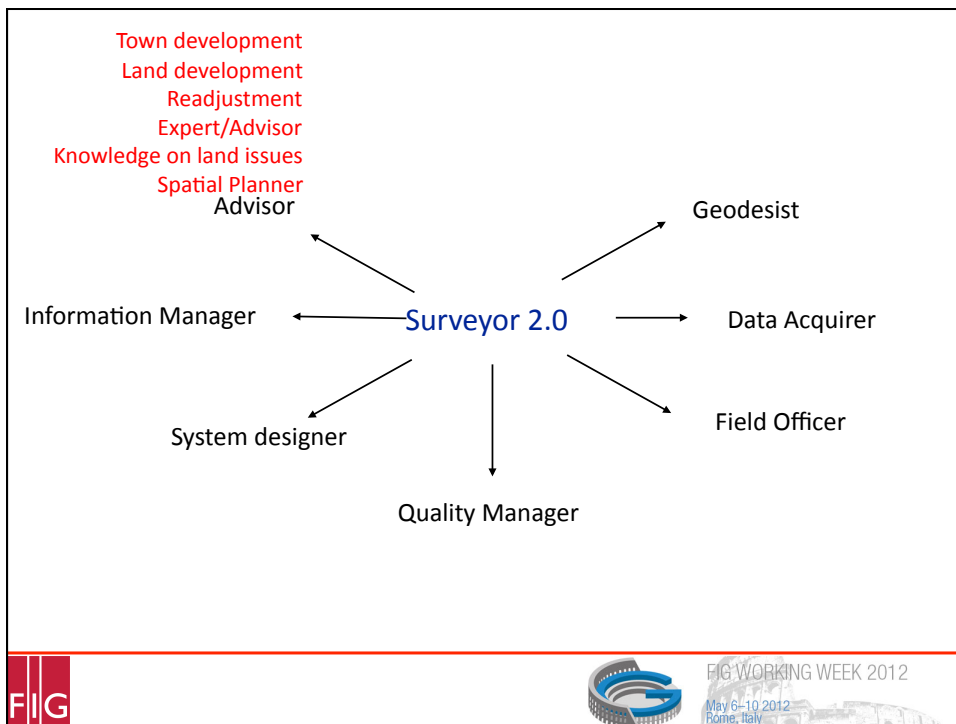 Town development
Land development
Readjustment
Expert/Advisor
Knowledge on land issues
Spatial Planner
Advisor
Geodesist
Information Manager
Surveyor 2.0
Data Acquirer
System designer
Field Officer
Quality Manager
FIG
FIG WORKING WEEK 2012
May 6–10 2012
Rome, Italy